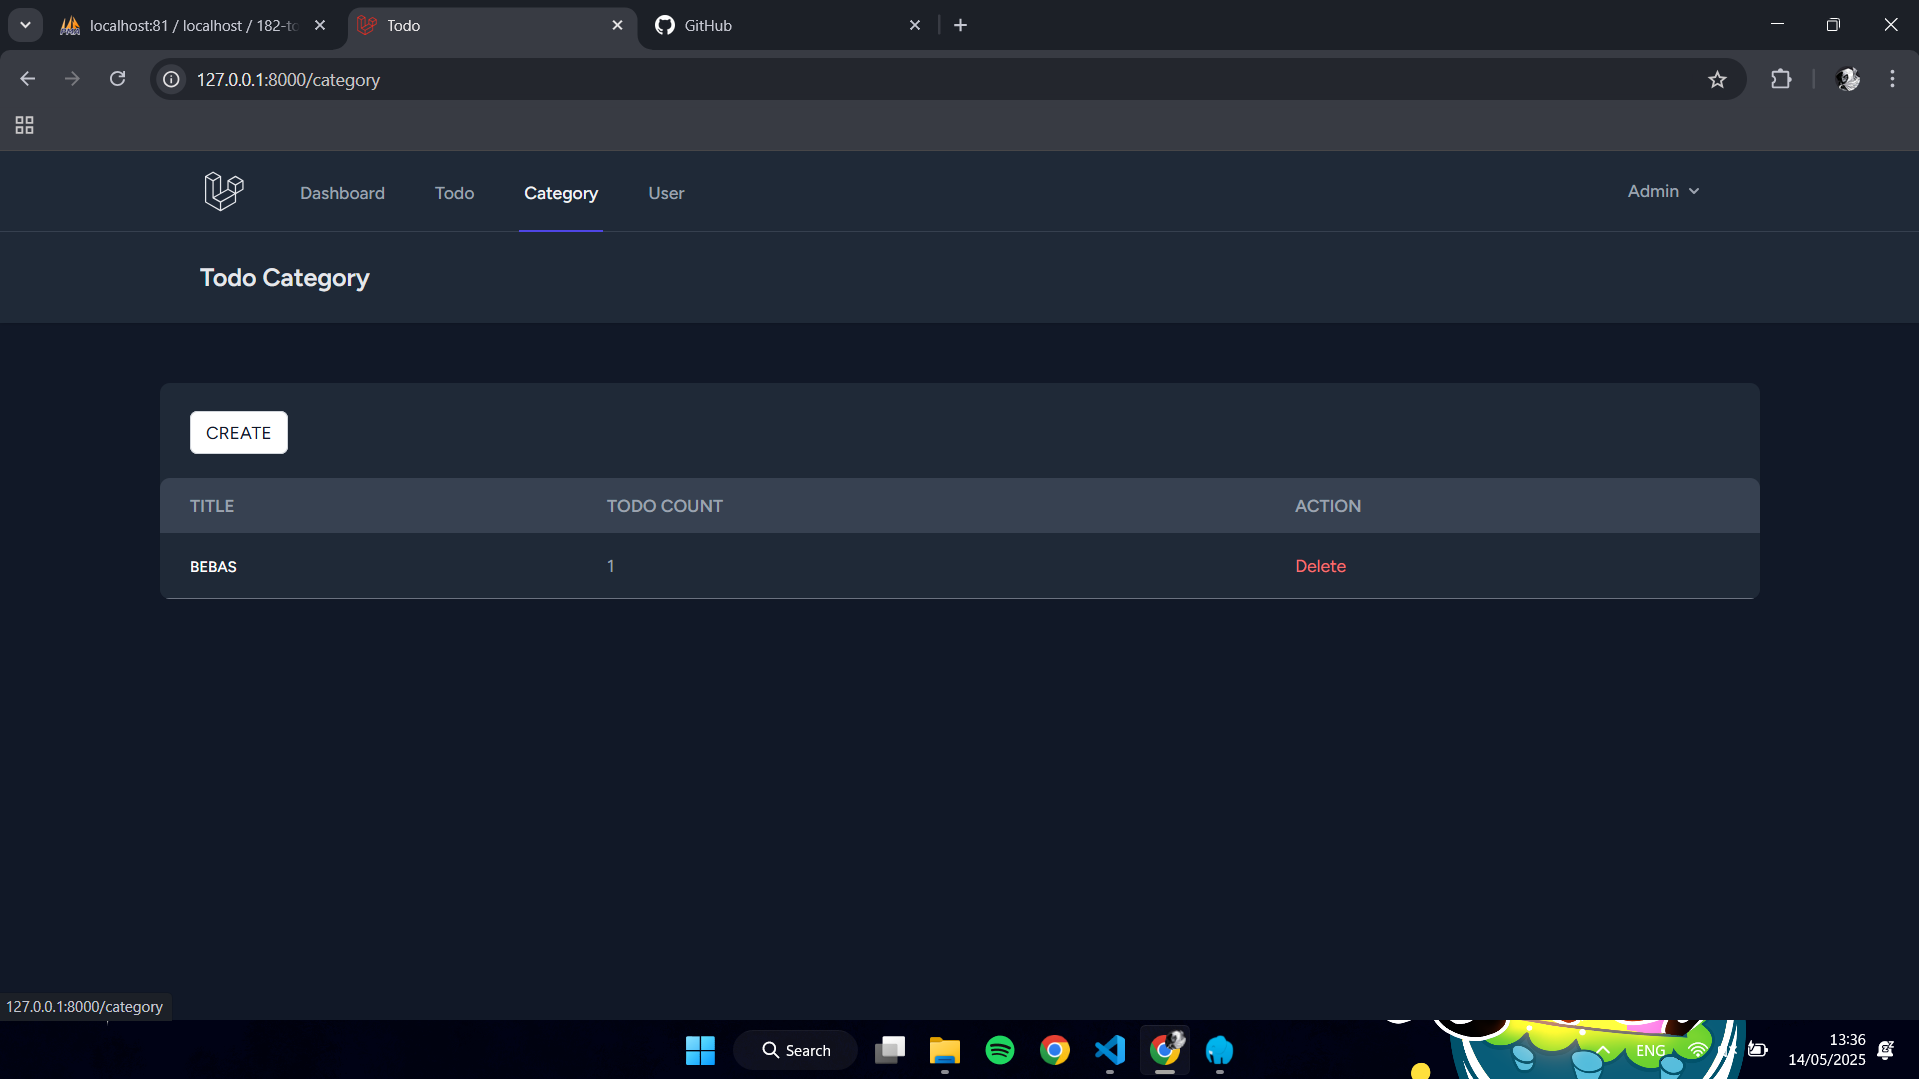 localhost:81 / localhost / 182-to
Todo
GitHub
127.0.0.1:8000/category
Dashboard
Todo
Category
User
Admin
Todo Category
CREATE
TITLE
TODO COUNT
ACTION
BEBAS
1
Delete
127.0.0.1:8000/category
Search
ENG
13:36
14/05/2025